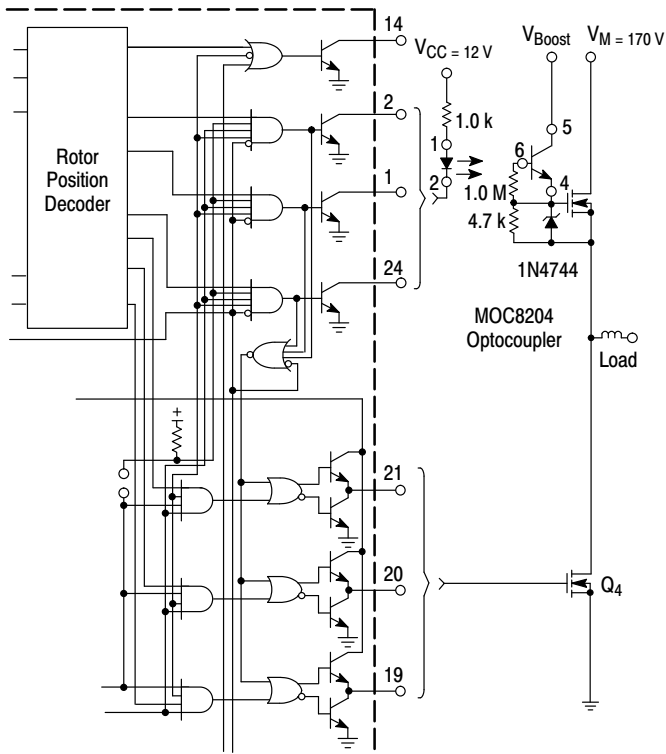 14
V_CC = 12 V
V_Boost
V_M = 170 V
2
1.0 k
5
1
6
Rotor
Position
Decoder
1
2
1.0 M
4
4.7 k
1N4744
24
MOC8204
Optocoupler
Load
+
21
20
Q4
19